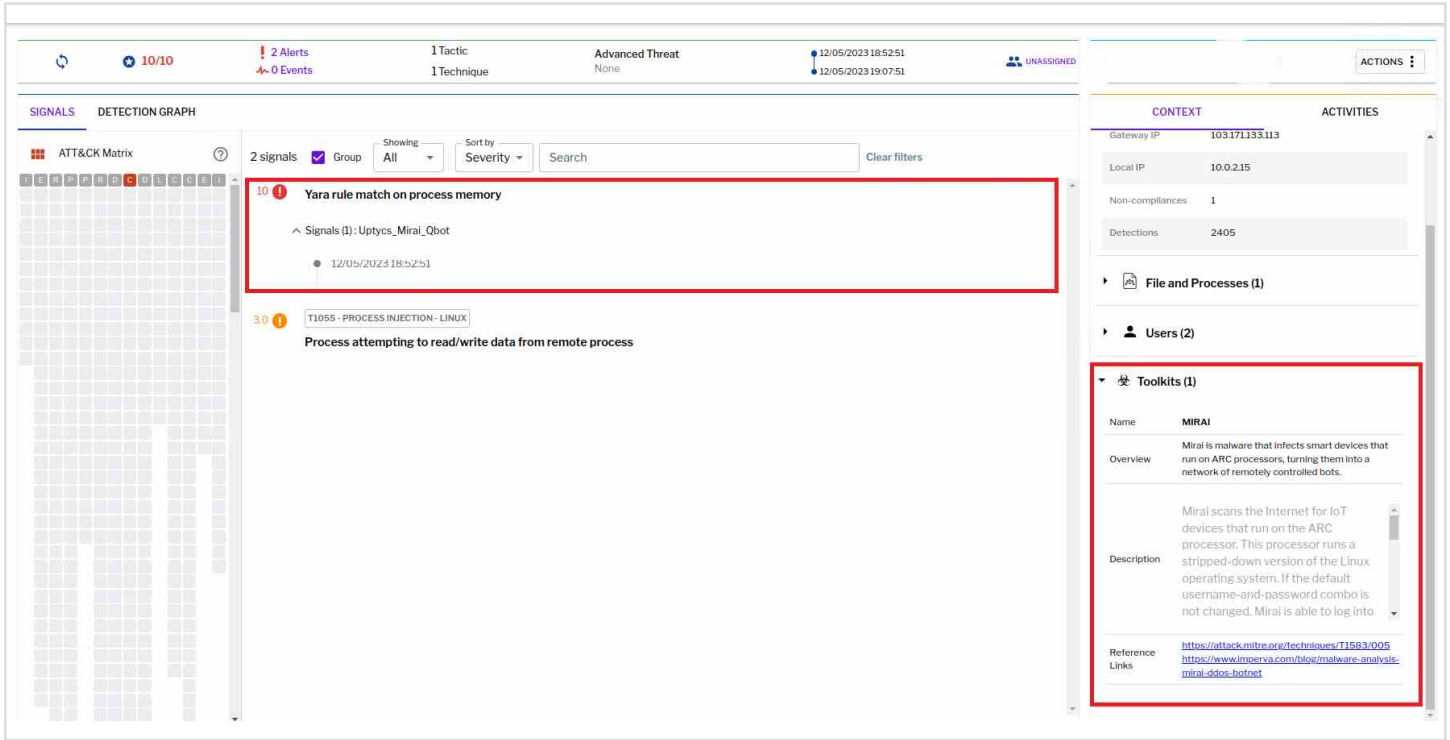 10/10
2 Alerts
0 Events
1 Tactic
1 Technique
Advanced Threat
None
12/05/2023 18:52:51
12/05/2023 19:07:51
UNASSIGNED
ACTIONS
SIGNALS
DETECTION GRAPH
CONTEXT
ACTIVITIES
ATT&CK Matrix
I E R P P R D C D L C C E I
2 signals
Group
Showing
All
Sort by
Severity
Search
Clear filters
10
Yara rule match on process memory
Signals (1) : Uptycs_Mirai_Qbot
12/05/2023 18:52:51
3.0
T1055 - PROCESS INJECTION - LINUX
Process attempting to read/write data from remote process
Gateway IP 103.171.133.113
Local IP 10.0.2.15
Non-compliances 1
Detections 2405
File and Processes (1)
Users (2)
Toolkits (1)
Name MIRAI
Overview
Mirai is malware that infects smart devices that
run on ARC processors, turning them into a
network of remotely controlled bots.
Description
Mirai scans the Internet for IoT
devices that run on the ARC
processor. This processor runs a
stripped-down version of the Linux
operating system. If the default
username-and-password combo is
not changed, Mirai is able to log into
Reference
Links
https://attack.mitre.org/techniques/T1583/005
https://www.imperva.com/blog/malware-analysis-
mirai-ddos-botnet